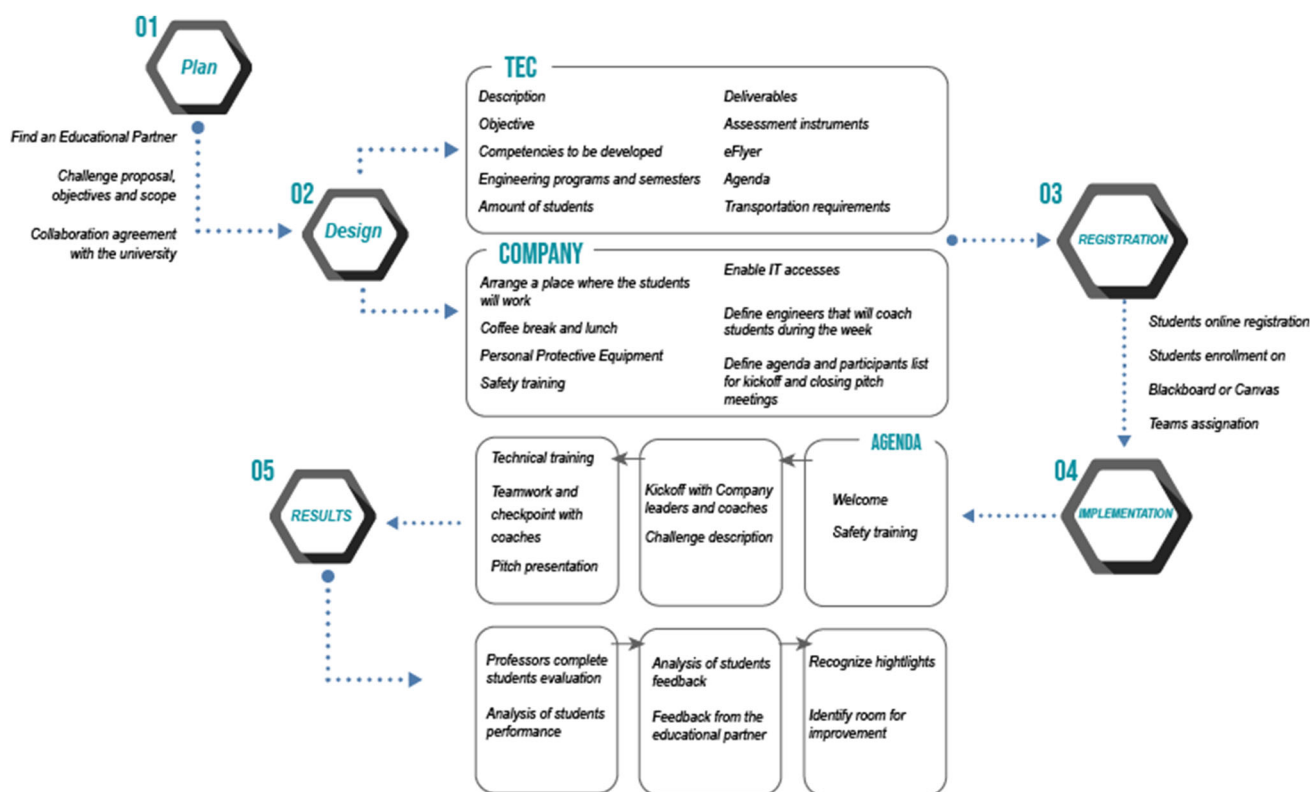 01
Plan
Find an Educational Partner
Challenge proposal,
objectives and scope
Collaboration agreement
with the university
02
Design
TEC
Description
Objective
Competencies to be developed
Engineering programs and semesters
Amount of students
Deliverables
Assessment instruments
eFlyer
Agenda
Transportation requirements
COMPANY
Arrange a place where the students
will work
Coffee break and lunch
Personal Protective Equipment
Safety training
Enable IT accesses
Define engineers that will coach
students during the week
Define agenda and participants list
for kickoff and closing pitch
meetings
03
REGISTRATION
Students online registration
Students enrollment on
Blackboard or Canvas
Teams assignation
04
IMPLEMENTATION
AGENDA
Welcome
Safety training
Kickoff with Company
leaders and coaches
Challenge description
Technical training
Teamwork and
checkpoint with
coaches
Pitch presentation
05
RESULTS
Professors complete
students evaluation
Analysis of students
performance
Analysis of students
feedback
Feedback from the
educational partner
Recognize hightlights
Identify room for
improvement